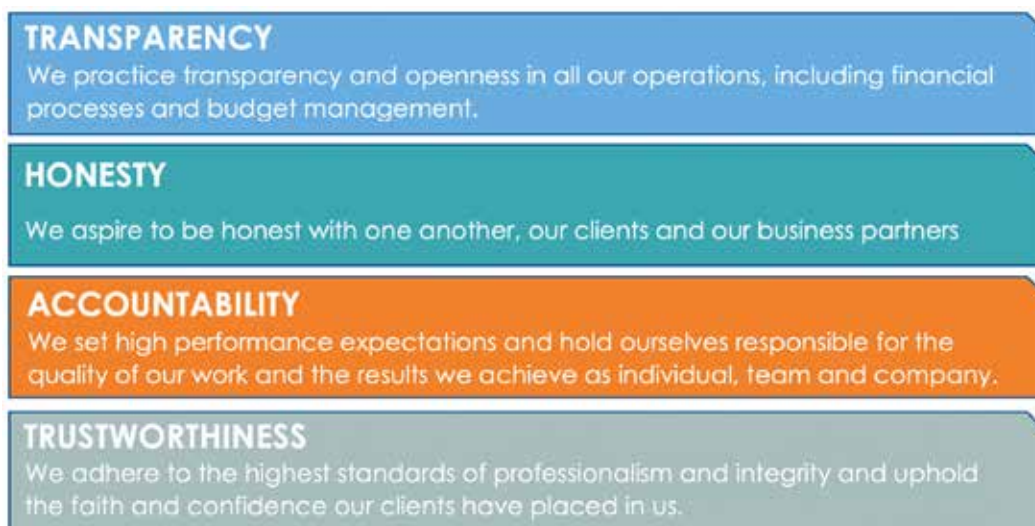 TRANSPARENCY
We practice transparency and openness in all our operations, including financial
processes and budget management.
HONESTY
We aspire to be honest with one another, our clients and our business partners
ACCOUNTABILITY
We set high performance expectations and hold ourselves responsible for the
quality of our work and the results we achieve as individual, team and company.
TRUSTWORTHINESS
We adhere to the highest standards of professionalism and integrity and uphold
the faith and confidence our clients have placed in us.